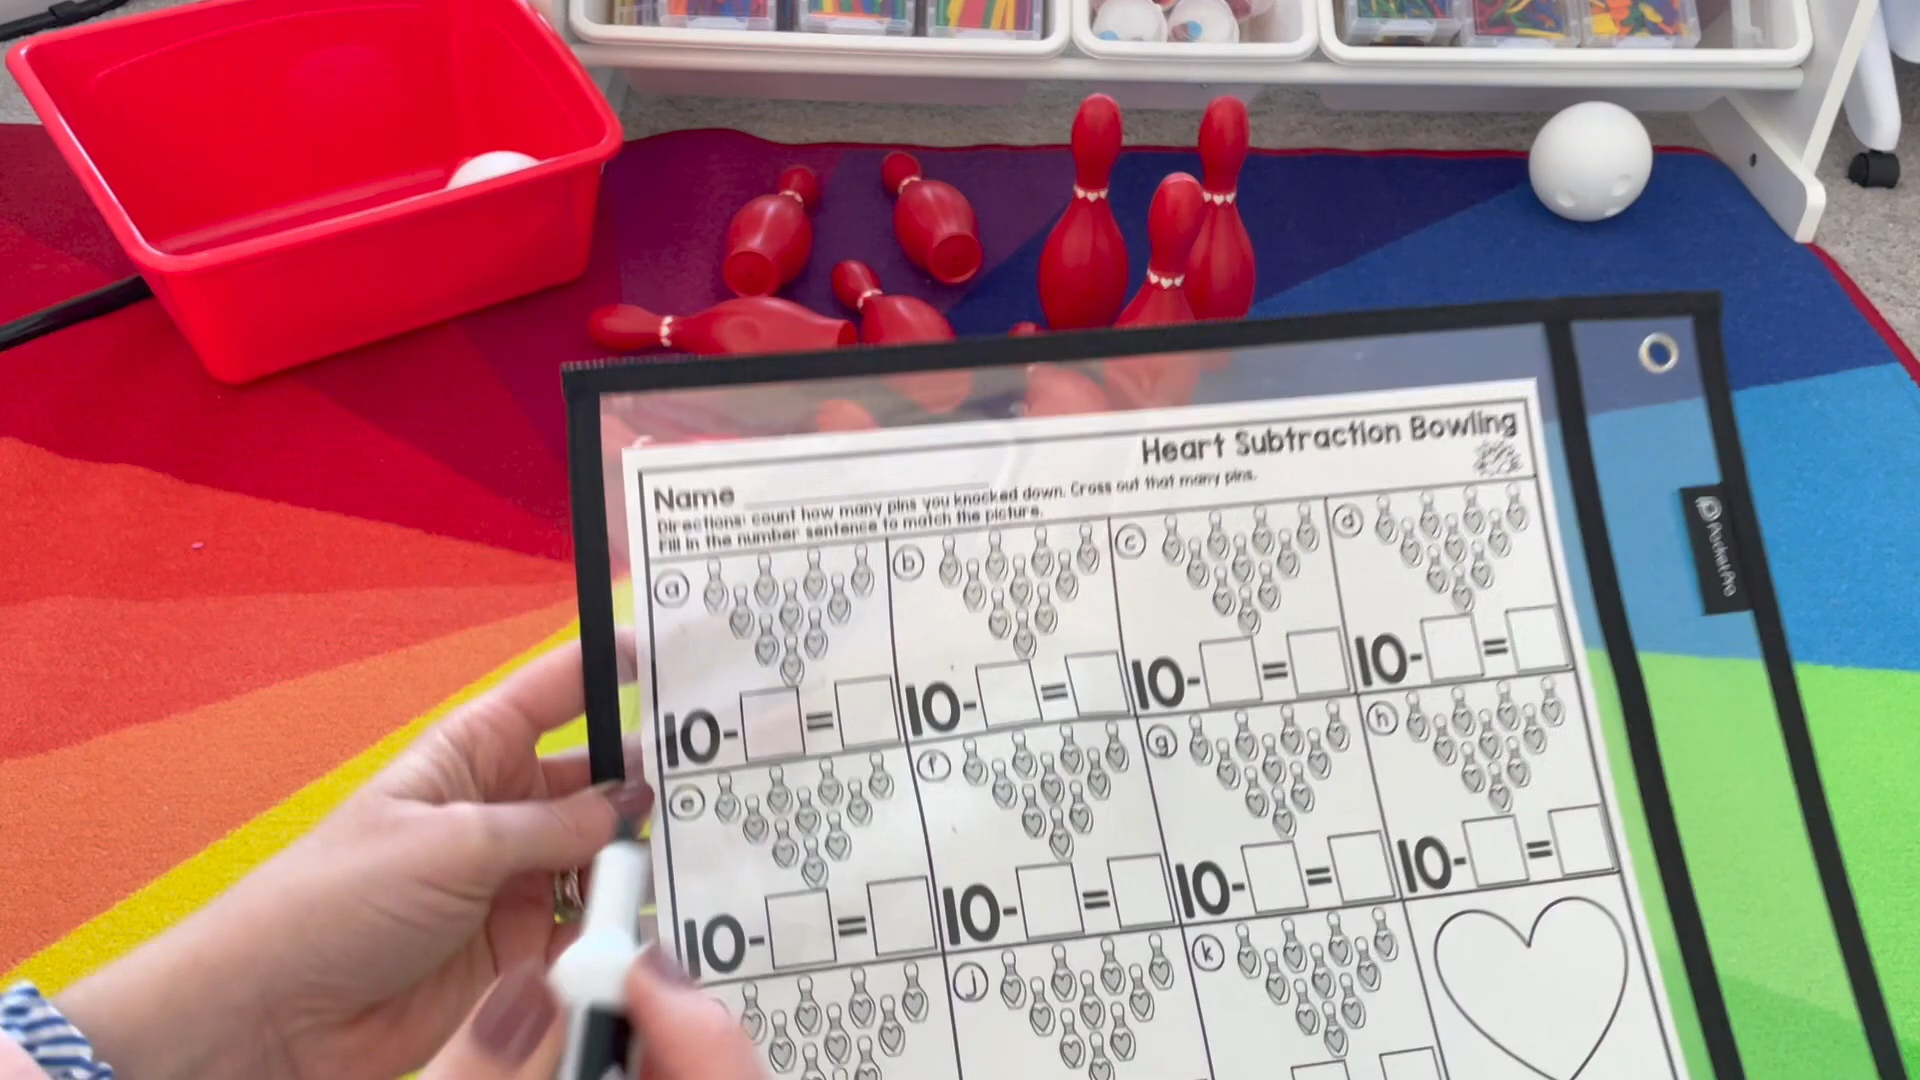 Heart Subtraction Bowling
Name
Directions: count how many pins you knocked down. Cross out that many pins.
Fill in the number sentence to match the picture.
a b c d
10- = 10- = 10- = 10- =
e f g h
10- = 10- = 10- = 10- =
j k
PocketPro